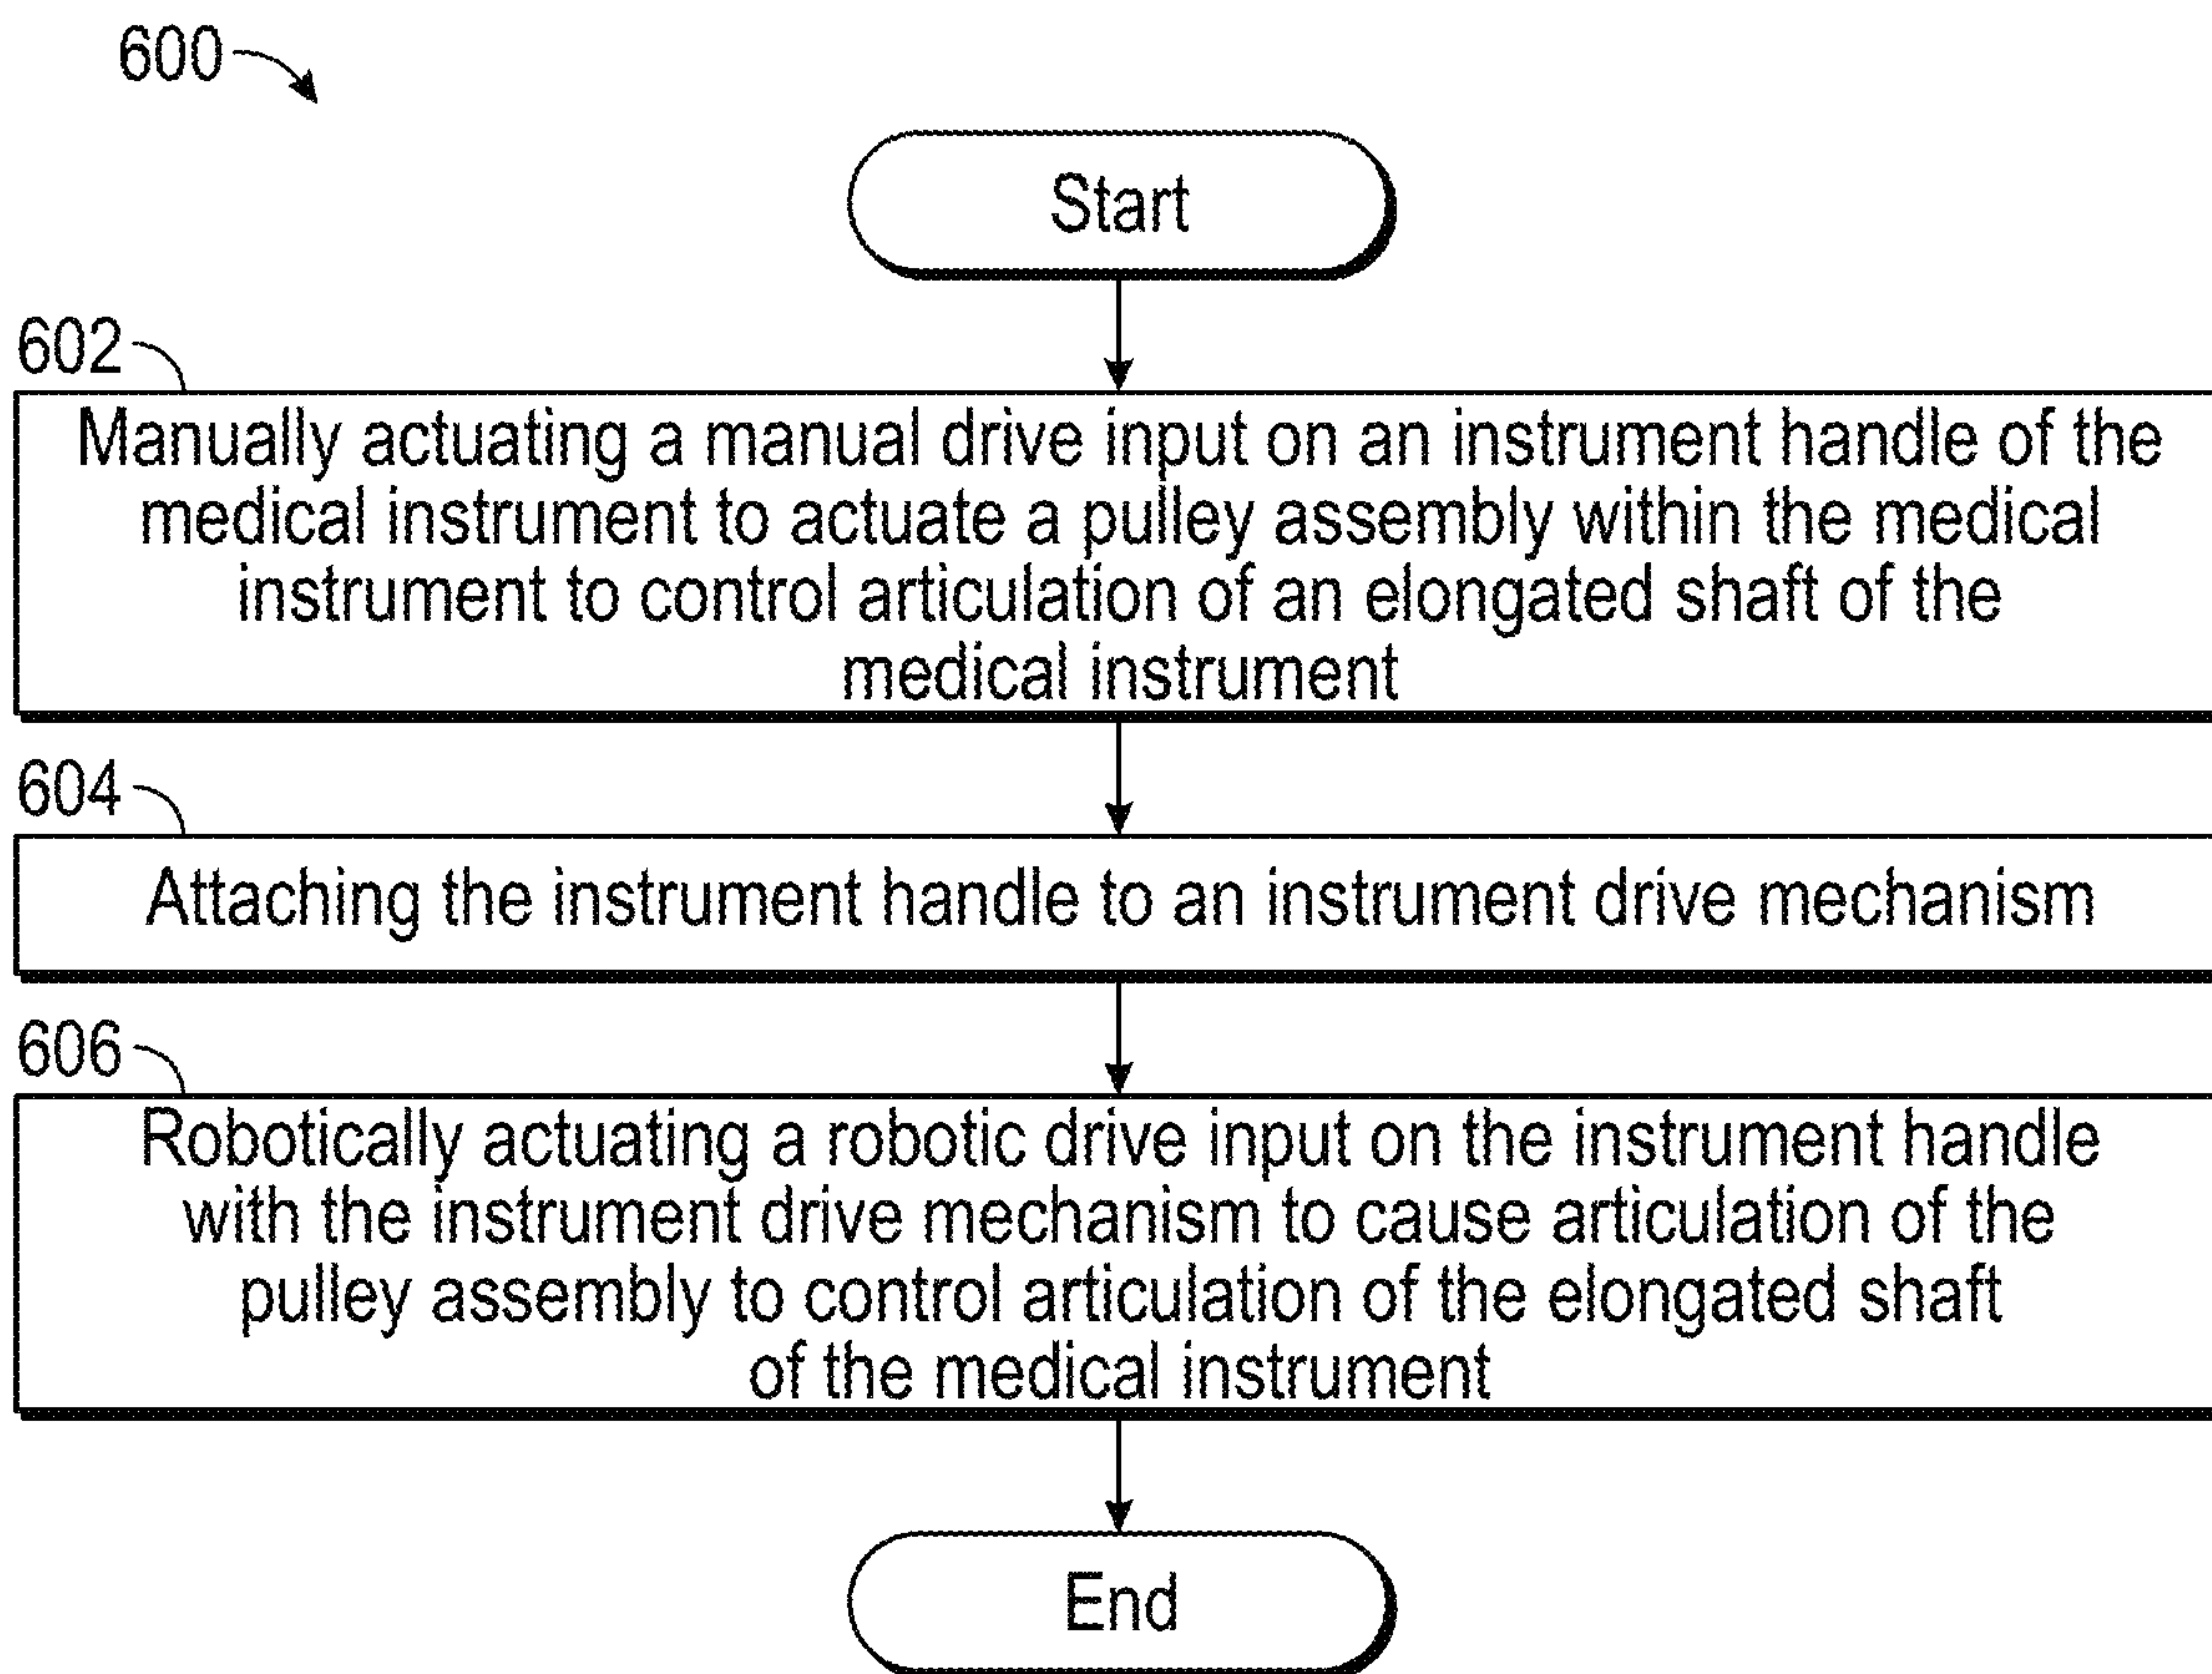 600
Start
602
Manually actuating a manual drive input on an instrument handle of the
medical instrument to actuate a pulley assembly within the medical
instrument to control articulation of an elongated shaft of the
medical instrument
604
Attaching the instrument handle to an instrument drive mechanism
606
Robotically actuating a robotic drive input on the instrument handle
with the instrument drive mechanism to cause articulation of the
pulley assembly to control articulation of the elongated shaft
of the medical instrument
End